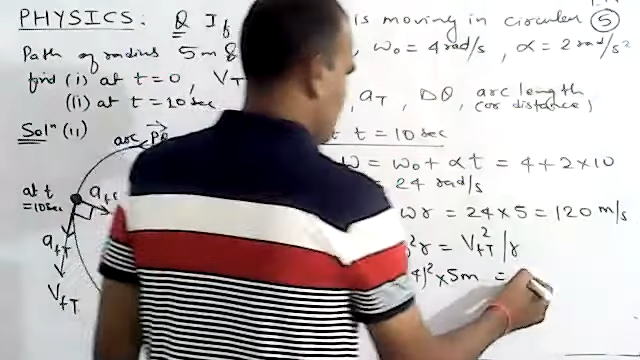 PHYSICS. Q If is moving in circular 5
Path of radius 5m & ω₀ = 4 rad/s , α = 2 rad/s²
find (i) at t = 0 , V_T a_T , Δθ , arc length
(ii) at t = 10 sec (or distance)
Solⁿ (ii) t = 10 sec
arc
at t = 10sec
a_fc
a_fT
V_fT
W = ω₀ + αt = 4 + 2 × 10
= 24 rad/s
ωr = 24 × 5 = 120 m/s
²r = V_fT² / r
4)² × 5m =